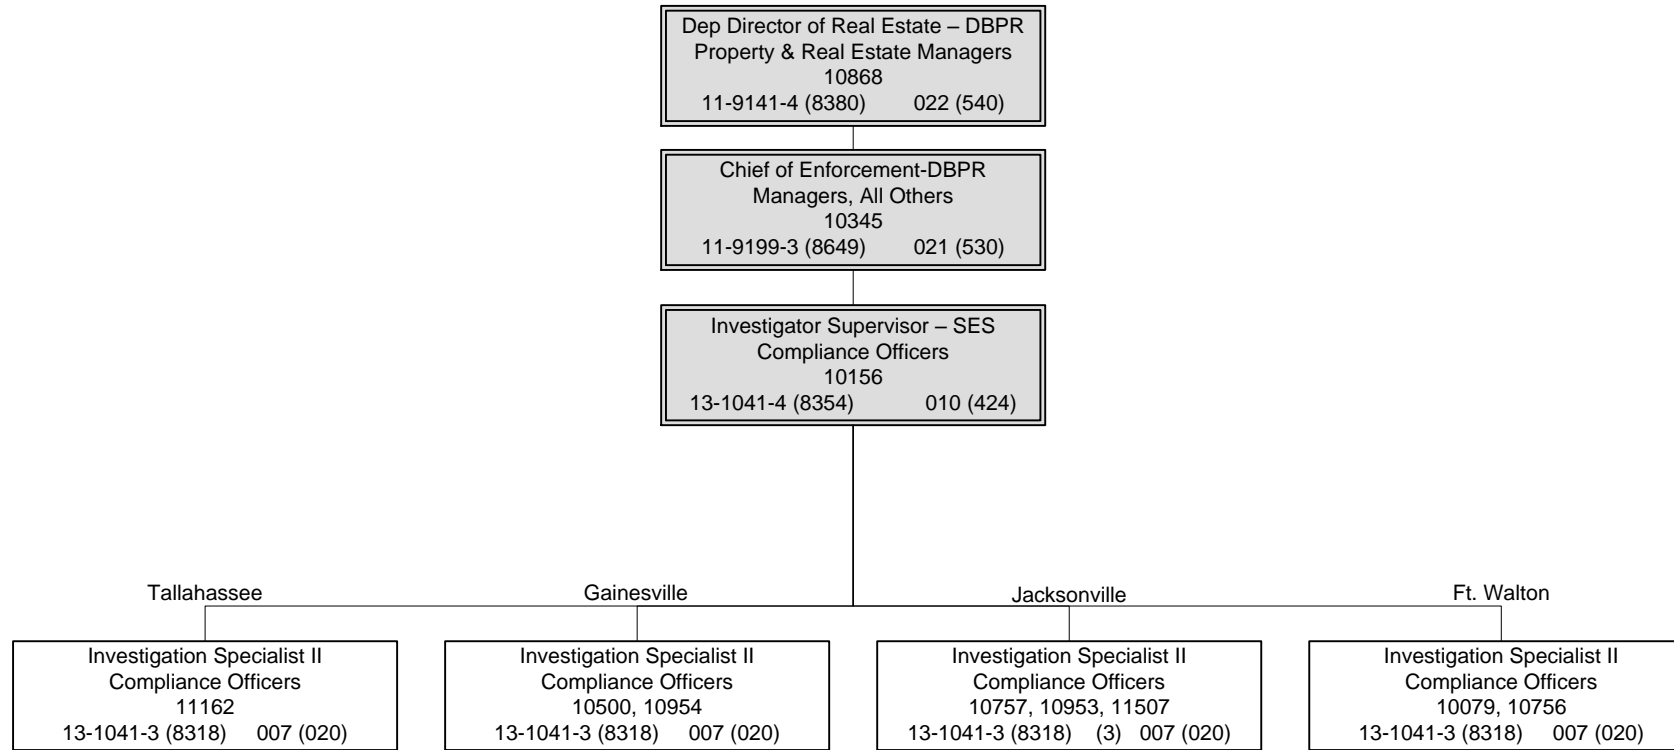 Dep Director of Real Estate – DBPR
Property & Real Estate Managers
10868
11-9141-4 (8380) 022 (540)
Chief of Enforcement-DBPR
Managers, All Others
10345
11-9199-3 (8649) 021 (530)
Investigator Supervisor – SES
Compliance Officers
10156
13-1041-4 (8354) 010 (424)
Tallahassee
Investigation Specialist II
Compliance Officers
11162
13-1041-3 (8318) 007 (020)
Gainesville
Investigation Specialist II
Compliance Officers
10500, 10954
13-1041-3 (8318) 007 (020)
Jacksonville
Investigation Specialist II
Compliance Officers
10757, 10953, 11507
13-1041-3 (8318) (3) 007 (020)
Ft. Walton
Investigation Specialist II
Compliance Officers
10079, 10756
13-1041-3 (8318) 007 (020)